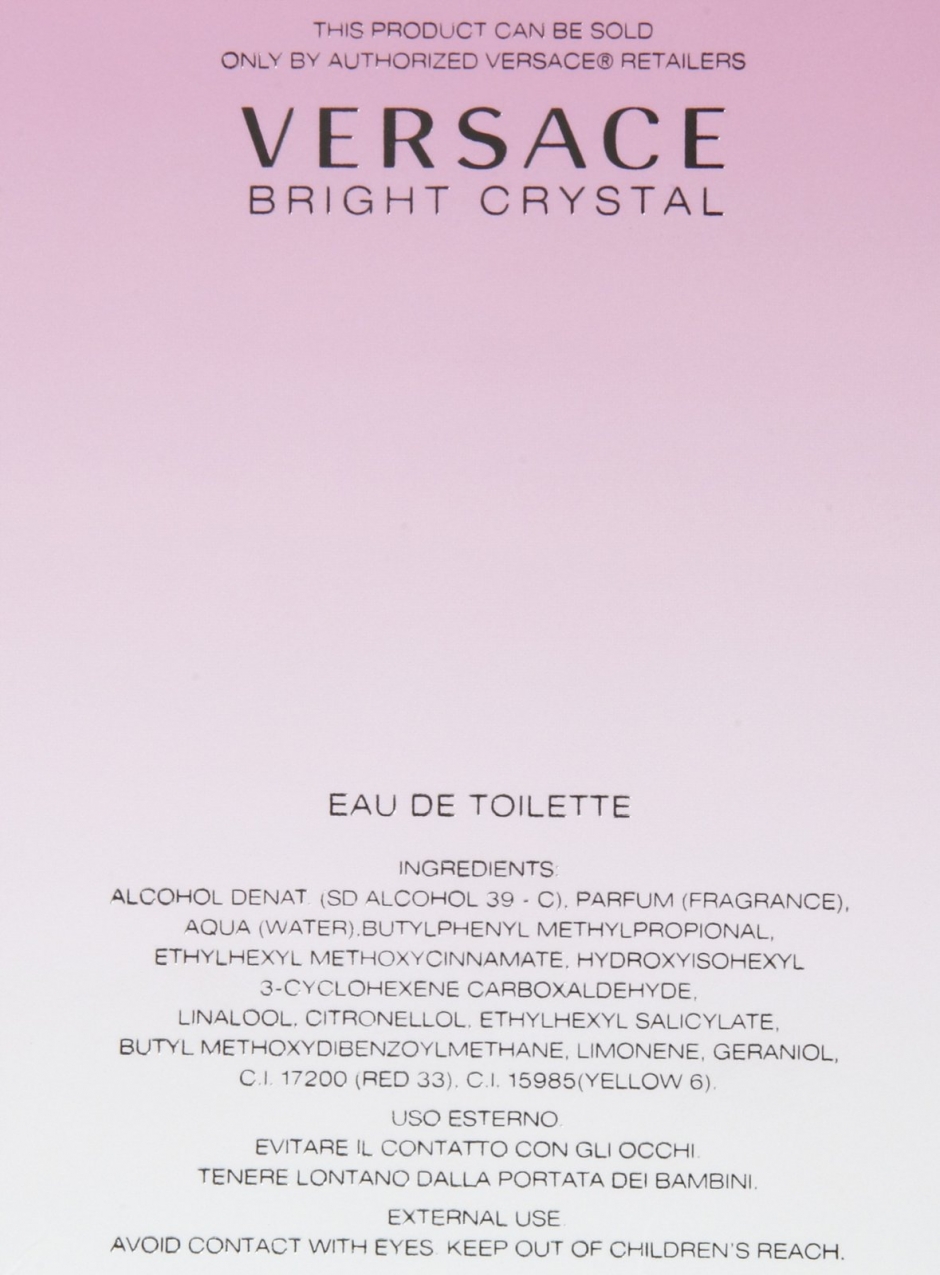 THIS PRODUCT CAN BE SOLD
ONLY BY AUTHORIZED VERSACE® RETAILERS
VERSACE
BRIGHT CRYSTAL
EAU DE TOILETTE
INGREDIENTS:
ALCOHOL DENAT. (SD ALCOHOL 39 - C), PARFUM (FRAGRANCE),
AQUA (WATER),BUTYLPHENYL METHYLPROPIONAL,
ETHYLHEXYL METHOXYCINNAMATE, HYDROXYISOHEXYL
3-CYCLOHEXENE CARBOXALDEHYDE,
LINALOOL, CITRONELLOL, ETHYLHEXYL SALICYLATE,
BUTYL METHOXYDIBENZOYLMETHANE, LIMONENE, GERANIOL,
C.I. 17200 (RED 33), C.I. 15985(YELLOW 6).
USO ESTERNO.
EVITARE IL CONTATTO CON GLI OCCHI.
TENERE LONTANO DALLA PORTATA DEI BAMBINI.
EXTERNAL USE.
AVOID CONTACT WITH EYES. KEEP OUT OF CHILDREN'S REACH.